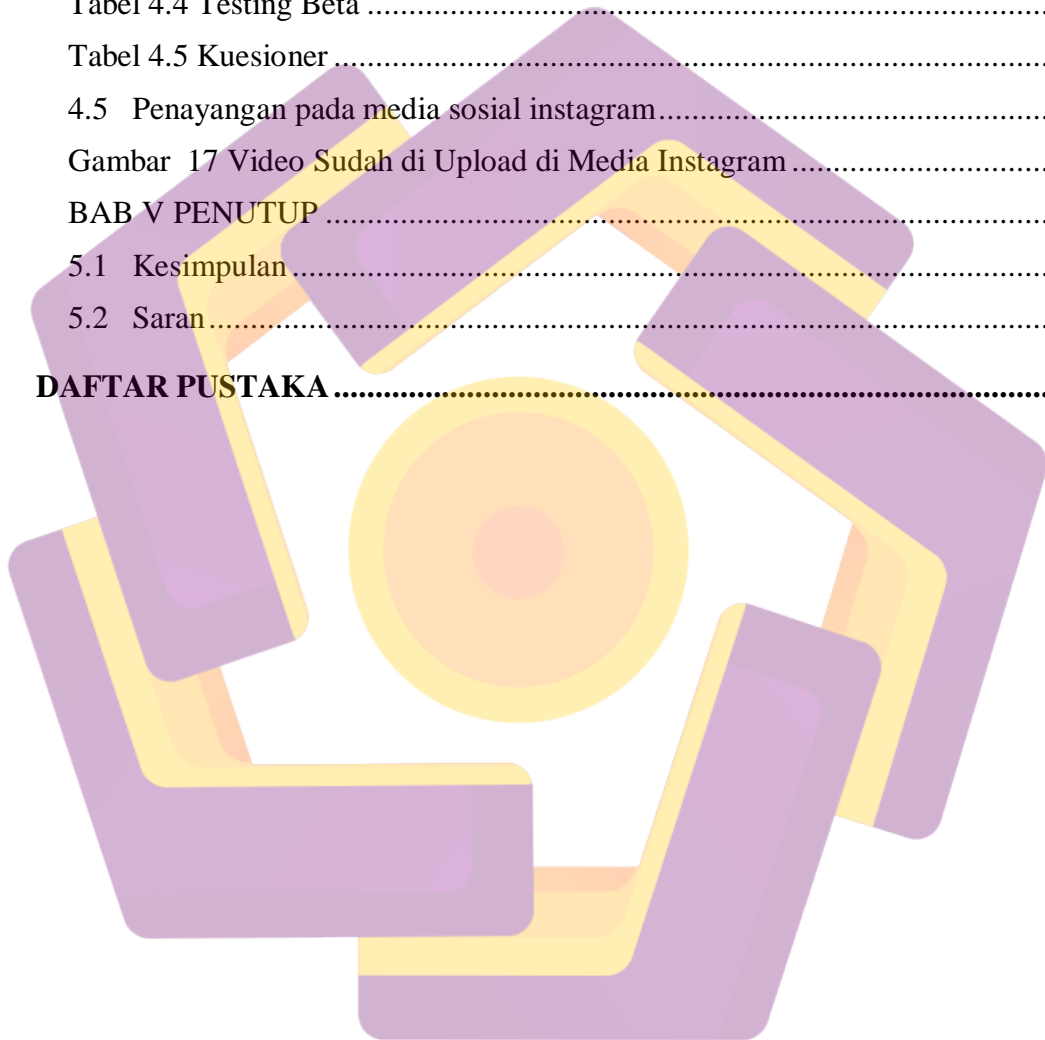 Tabel 4.4 Testing Beta ....................................................................................
Tabel 4.5 Kuesioner ........................................................................................
4.5 Penayangan pada media sosial instagram..................................................
Gambar 17 Video Sudah di Upload di Media Instagram ................................
BAB V PENUTUP .........................................................................................
5.1 Kesimpulan..............................................................................................
5.2 Saran........................................................................................................
DAFTAR PUSTAKA .....................................................................................